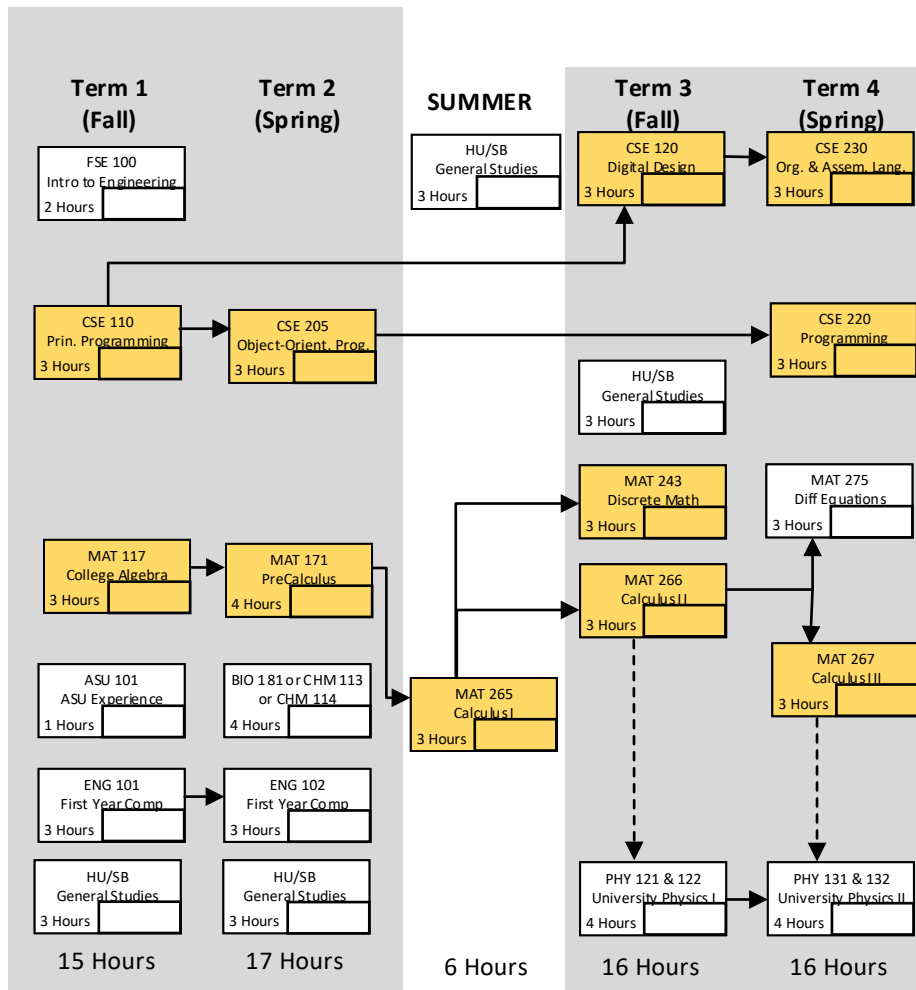 Term 1
(Fall)
FSE 100
Intro to Engineering
2 Hours
CSE 110
Prin. Programming
3 Hours
MAT 117
College Algebra
3 Hours
ASU 101
ASU Experience
1 Hours
ENG 101
First Year Comp
3 Hours
HU/SB
General Studies
3 Hours
15 Hours
Term 2
(Spring)
CSE 205
Object-Orient. Prog.
3 Hours
MAT 171
PreCalculus
4 Hours
BIO 181 or CHM 113
or CHM 114
4 Hours
ENG 102
First Year Comp
3 Hours
HU/SB
General Studies
3 Hours
17 Hours
SUMMER
HU/SB
General Studies
3 Hours
MAT 265
Calculus I
3 Hours
6 Hours
Term 3
(Fall)
CSE 120
Digital Design
3 Hours
HU/SB
General Studies
3 Hours
MAT 243
Discrete Math
3 Hours
MAT 266
Calculus II
3 Hours
PHY 121 & 122
University Physics I
4 Hours
16 Hours
Term 4
(Spring)
CSE 230
Org. & Assem. Lang.
3 Hours
CSE 220
Programming
3 Hours
MAT 275
Diff Equations
3 Hours
MAT 267
Calculus III
3 Hours
PHY 131 & 132
University Physics II
4 Hours
16 Hours